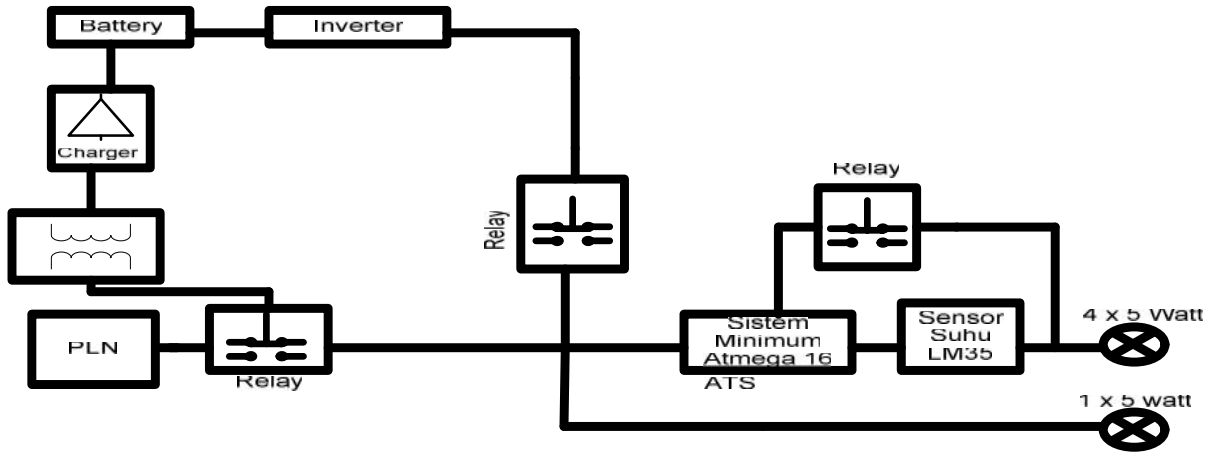 Battery
Inverter
Charger
Relay
Relay
PLN
Relay
Sistem
Minimum
Atmega 16
ATS
Sensor
Suhu
LM35
4 x 5 Watt
1 x 5 watt